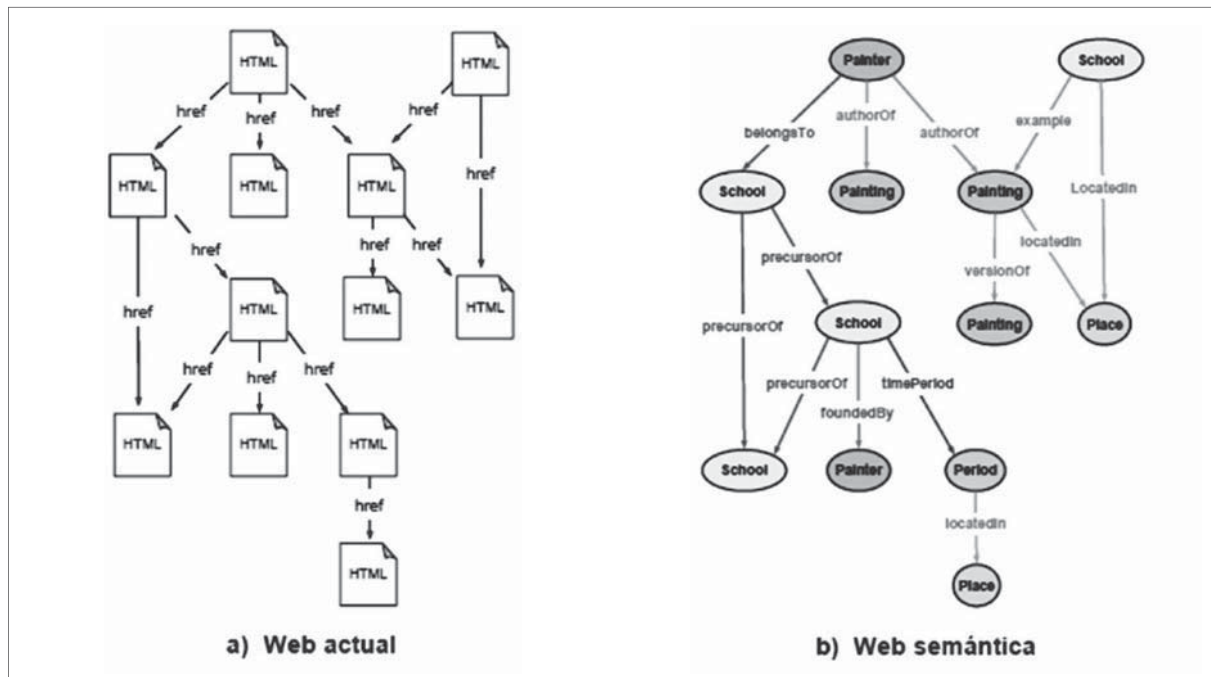 HTML
HTML
href
href
href
href
HTML
HTML
HTML
href
href
href
href
HTML
HTML
HTML
href
href
href
href
HTML
HTML
HTML
href
HTML
a) Web actual
Painter
School
authorOf
example
belongsTo
authorOf
School
Painting
Painting
LocatedIn
locatedIn
precursorOf
versionOf
School
Painting
Place
precursorOf
precursorOf
timePeriod
foundedBy
School
Painter
Period
locatedIn
Place
b) Web semántica